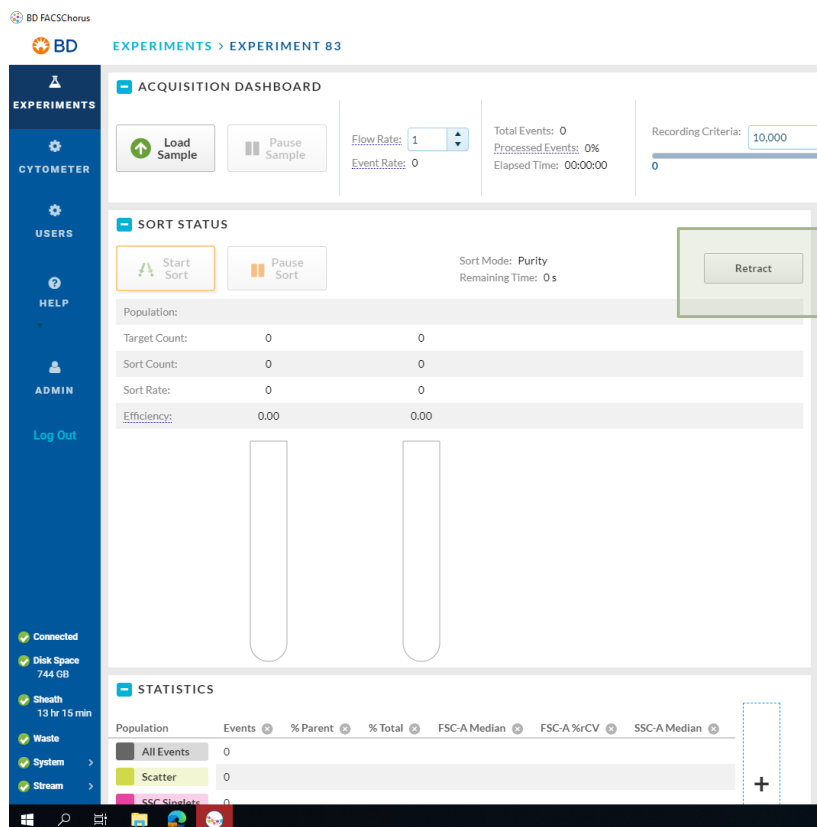 BD FACSChorus
BD
EXPERIMENTS > EXPERIMENT 83
EXPERIMENTS
CYTOMETER
USERS
HELP
ADMIN
Log Out
Connected
Disk Space
744 GB
Sheath
13 hr 15 min
Waste
System >
Stream >
ACQUISITION DASHBOARD
Load
Sample
Pause
Sample
Flow Rate: 1
Event Rate: 0
Total Events: 0
Processed Events: 0%
Elapsed Time: 00:00:00
Recording Criteria: 10,000
0
SORT STATUS
Start
Sort
Pause
Sort
Sort Mode: Purity
Remaining Time: 0 s
Retract
Population:
Target Count: 0 0
Sort Count: 0 0
Sort Rate: 0 0
Efficiency: 0.00 0.00
STATISTICS
Population Events % Parent % Total FSC-A Median FSC-A %rCV SSC-A Median
All Events 0
Scatter 0
SSC Singlets 0
+